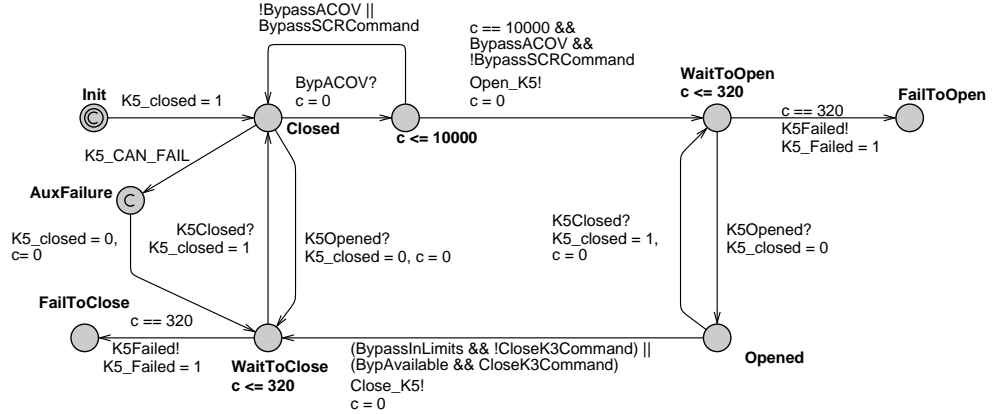 !BypassACOV ||
BypassSCRCommand
c == 10000 &&
BypassACOV &&
!BypassSCRCommand
Open_K5!
c = 0
BypACOV?
c = 0
Init
C
K5_closed = 1
Closed
c <= 10000
WaitToOpen
c <= 320
FailToOpen
c == 320
K5Failed!
K5_Failed = 1
K5_CAN_FAIL
AuxFailure
C
K5_closed = 0,
c= 0
K5Closed?
K5_closed = 1
K5Opened?
K5_closed = 0, c = 0
K5Closed?
K5_closed = 1,
c = 0
K5Opened?
K5_closed = 0
FailToClose
c == 320
K5Failed!
K5_Failed = 1
WaitToClose
c <= 320
(BypassInLimits && !CloseK3Command) ||
(BypAvailable && CloseK3Command)
Close_K5!
c = 0
Opened